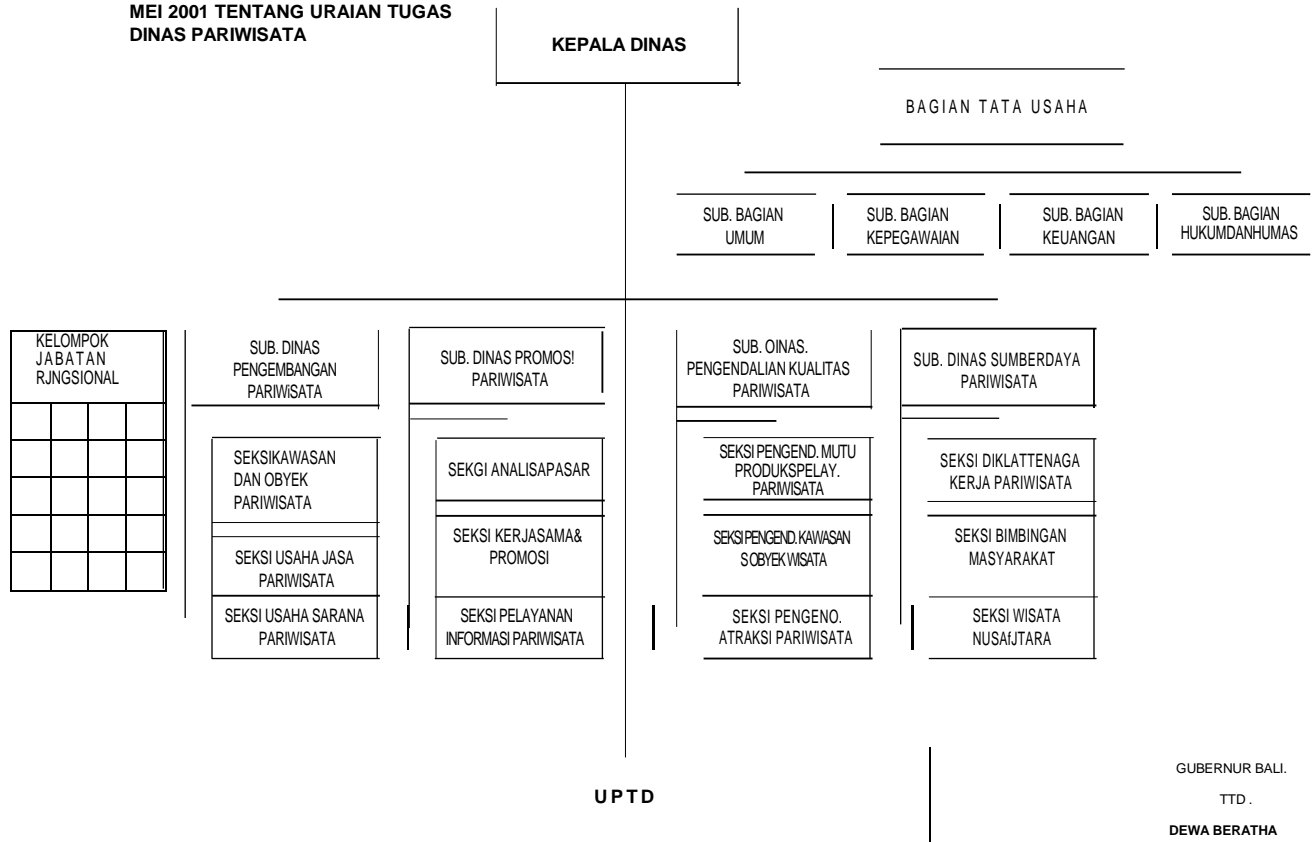 MEI 2001 TENTANG URAIAN TUGAS
DINAS PARIWISATA
KEPALA DINAS
BAGIAN TATA USAHA
SUB. BAGIAN
UMUM
SUB. BAGIAN
KEPEGAWAIAN
SUB. BAGIAN
KEUANGAN
SUB. BAGIAN
HUKUMDANHUMAS
KELOMPOK
JABATAN
RJNGSIONAL
SUB. DINAS
PENGEMBANGAN
PARIWiSATA
SUB. DINAS PROMOS!
PARIWISATA
SUB. OINAS.
PENGENDALIAN KUALITAS
PARIWISATA
SUB. DINAS SUMBERDAYA
PARIWISATA
SEKSIKAWASAN
DAN OBYEK
PARIWISATA
SEKGI ANALISAPASAR
SEKSI PENGEND. MUTU
PRODUKSPELAY.
PARIWISATA
SEKSI DIKLATTENAGA
KERJA PARIWISATA
SEKSI USAHA JASA
PARIWISATA
SEKSI KERJASAMA&
PROMOSI
SEKSI PENGEND. KAWASAN
S OBYEK WISATA
SEKSI BIMBINGAN
MASYARAKAT
SEKSI USAHA SARANA
PARIWISATA
SEKSI PELAYANAN
INFORMASI PARIWISATA
SEKSI PENGENO.
ATRAKSI PARIWISATA
SEKSI WISATA
NUSAfJTARA
UPTD
GUBERNUR BALI.
TTD .
DEWA BERATHA